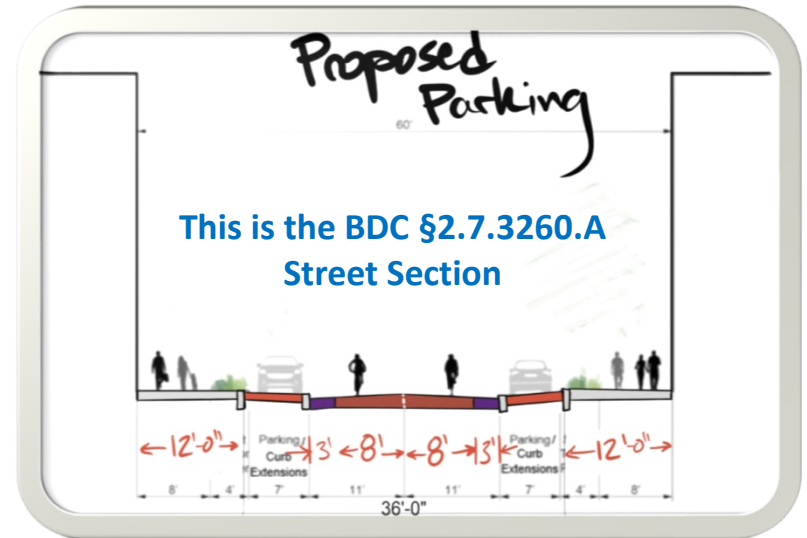 Proposed
Parking
60'
This is the BDC §2.7.3260.A
Street Section
12'-0" Parking/ Curb Extensions 3' 8' 8' 3' Parking/ Curb Extensions 12'-0"
8' 4' 7' 11' 11' 7' 4' 8'
36'-0"